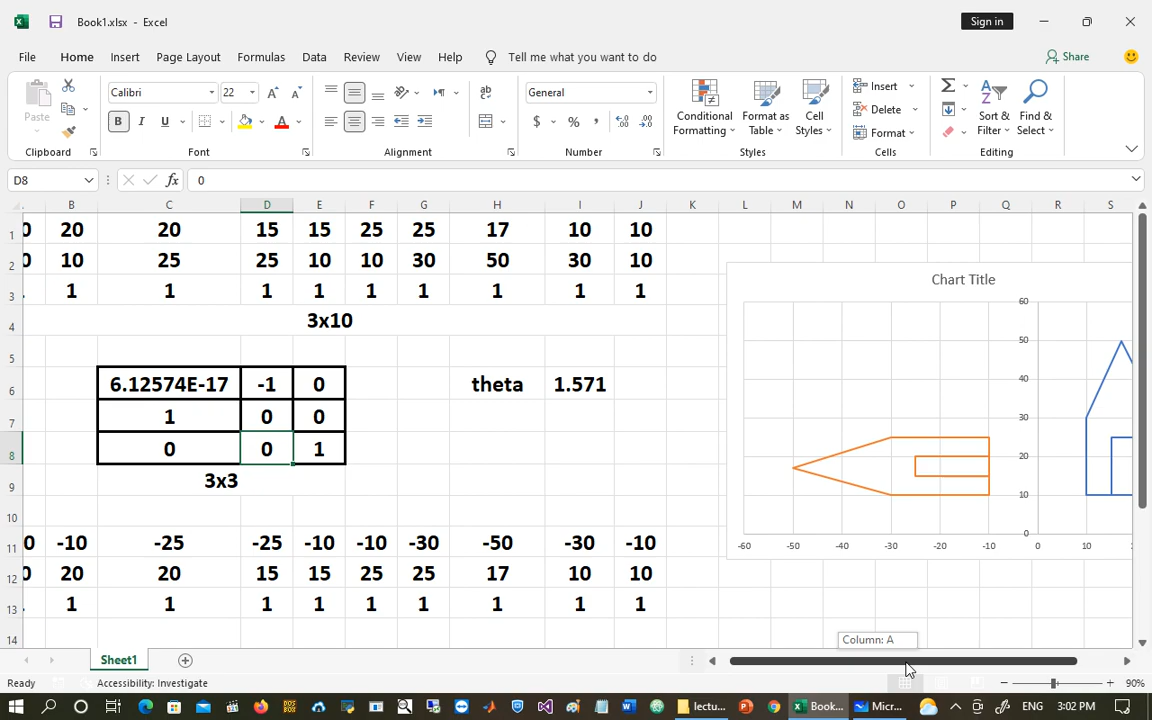 Book1.xlsx - Excel
Sign in
File Home Insert Page Layout Formulas Data Review View Help Tell me what you want to do Share
Paste Calibri 22 General Conditional Formatting Format as Table Cell Styles Insert Delete Format Sort & Filter Find & Select
Clipboard Font Alignment Number Styles Cells Editing
D8 fx 0
B C D E F G H I J K L M N O P Q R S
1 0 20 20 15 15 25 25 17 10 10
2 0 10 25 25 10 10 30 50 30 10
3 1 1 1 1 1 1 1 1 1
4 3x10
5
6 6.12574E-17 -1 0 theta 1.571
7 1 0 0
8 0 0 1
9 3x3
10
11 0 -10 -25 -25 -10 -10 -30 -50 -30 -10
12 0 20 20 15 15 25 25 17 10 10
13 1 1 1 1 1 1 1 1 1
14
Chart Title
60
50
40
30
20
10
0
-60 -50 -40 -30 -20 -10 0 10
Column: A
Sheet1
Ready Accessibility: Investigate 90%
lectu... Book... Micr... ENG 3:02 PM